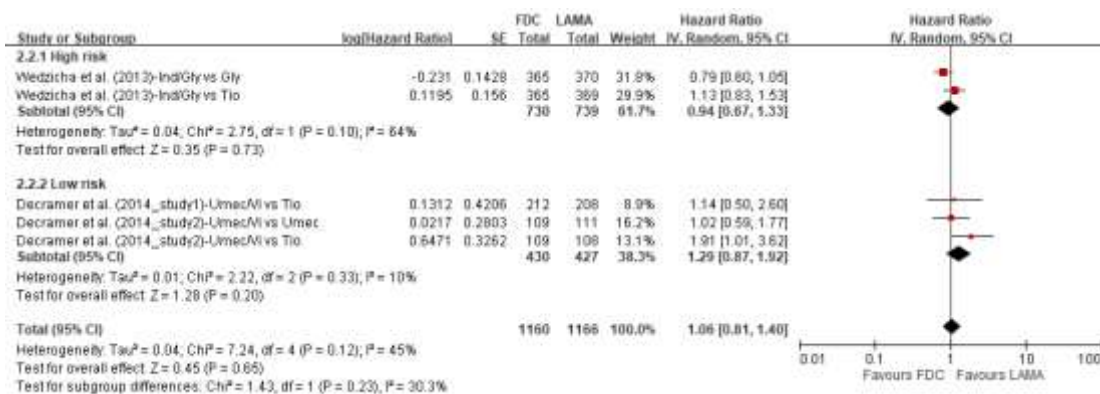 FDC LAMA Hazard Ratio Hazard Ratio
Study or Subgroup log[Hazard Ratio] SE Total Total Weight IV, Random, 95% CI IV, Random, 95% CI
2.2.1 High risk
Wedzicha et al. (2013)-Ind/Gly vs Gly -0.231 0.1428 365 370 31.8% 0.79 [0.60, 1.05]
Wedzicha et al. (2013)-Ind/Gly vs Tio 0.1195 0.156 365 369 29.9% 1.13 [0.83, 1.53]
Subtotal (95% CI) 730 739 61.7% 0.94 [0.67, 1.33]
Heterogeneity: Tau² = 0.04; Chi² = 2.75, df = 1 (P = 0.10); I² = 64%
Test for overall effect: Z = 0.35 (P = 0.73)
2.2.2 Low risk
Decramer et al. (2014_study1)-Umec/Vi vs Tio 0.1312 0.4206 212 208 8.9% 1.14 [0.50, 2.60]
Decramer et al. (2014_study2)-Umec/Vi vs Umec 0.0217 0.2803 109 111 16.2% 1.02 [0.59, 1.77]
Decramer et al. (2014_study2)-Umec/Vi vs Tio 0.6471 0.3262 109 108 13.1% 1.91 [1.01, 3.62]
Subtotal (95% CI) 430 427 38.3% 1.29 [0.87, 1.92]
Heterogeneity: Tau² = 0.01; Chi² = 2.22, df = 2 (P = 0.33); I² = 10%
Test for overall effect: Z = 1.28 (P = 0.20)
Total (95% CI) 1160 1166 100.0% 1.06 [0.81, 1.40]
Heterogeneity: Tau² = 0.04; Chi² = 7.24, df = 4 (P = 0.12); I² = 45%
Test for overall effect: Z = 0.45 (P = 0.65)
Test for subgroup differences: Chi² = 1.43, df = 1 (P = 0.23), I² = 30.3%
0.01 0.1 1 10 100
Favours FDC Favours LAMA